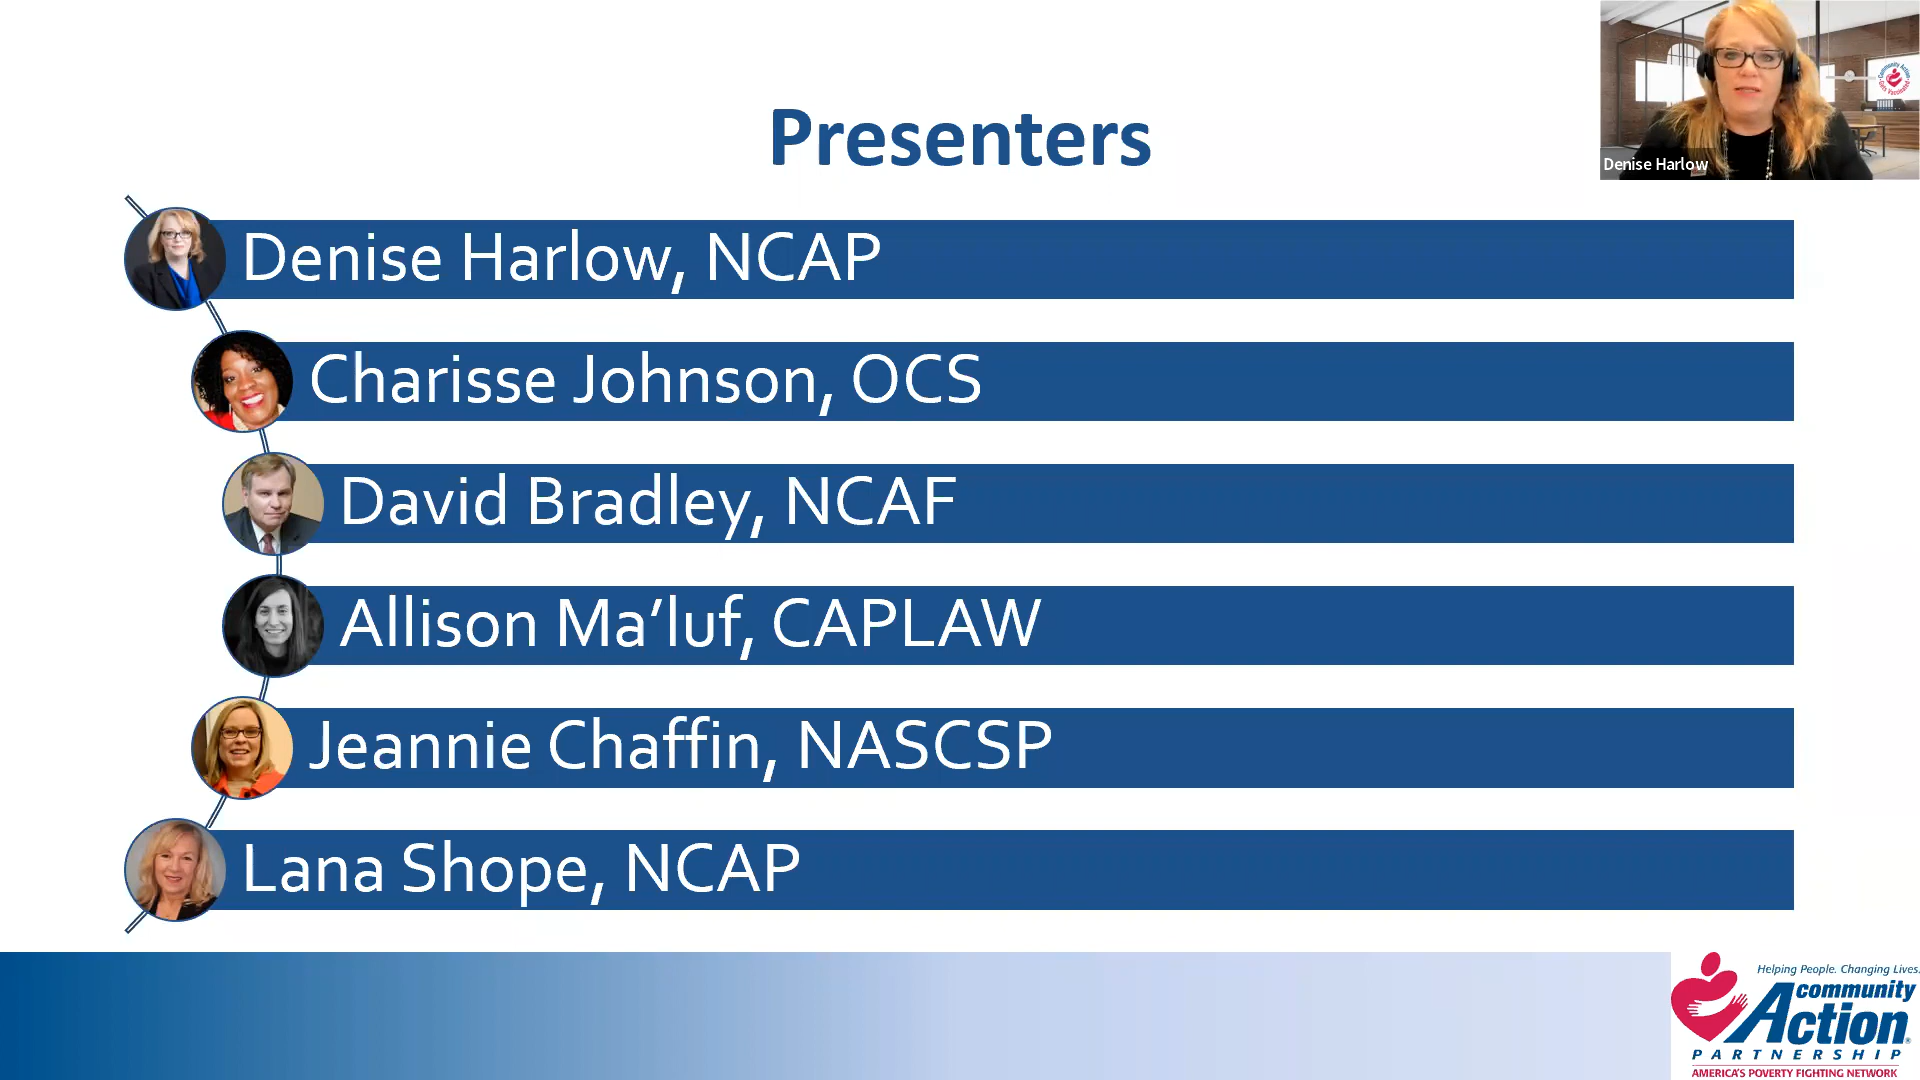 Presenters
Denise Harlow
Denise Harlow, NCAP
Charisse Johnson, OCS
David Bradley, NCAF
Allison Ma’luf, CAPLAW
Jeannie Chaffin, NASCSP
Lana Shope, NCAP
Helping People. Changing Lives.
community
Action®
PARTNERSHIP
AMERICA'S POVERTY FIGHTING NETWORK